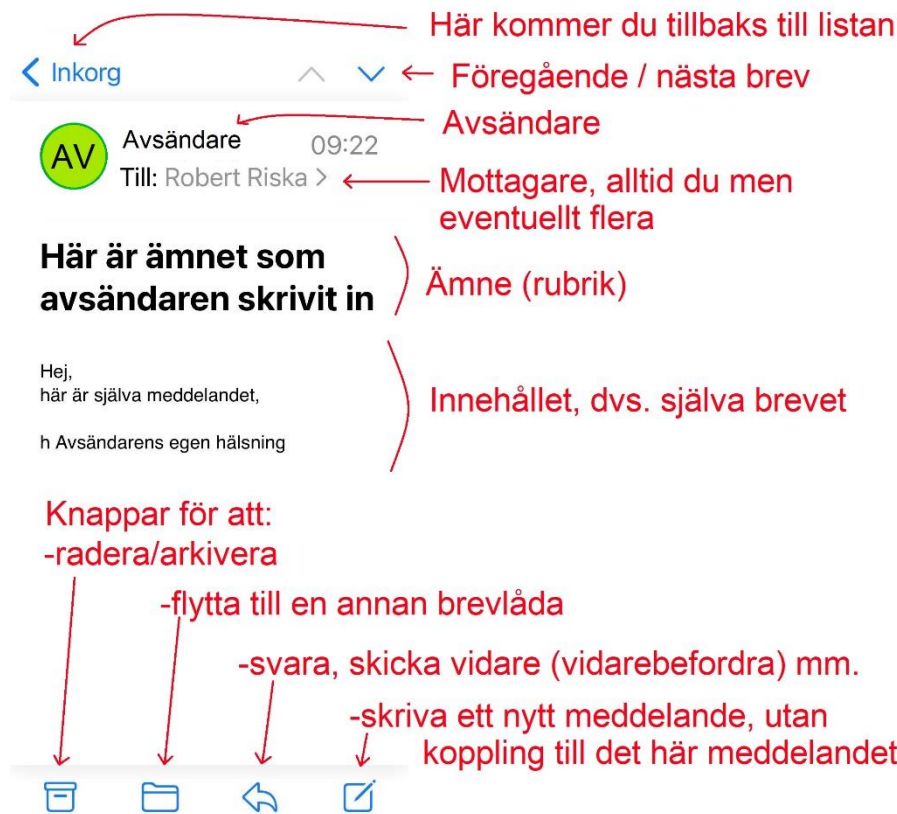 Här kommer du tillbaks till listan
Inkorg
Föregående / nästa brev
Avsändare
AV
Avsändare
09:22
Till: Robert Riska >
Mottagare, alltid du men
eventuellt flera
Här är ämnet som
avsändaren skrivit in
Ämne (rubrik)
Hej,
här är själva meddelandet,
h Avsändarens egen hälsning
Innehållet, dvs. själva brevet
Knappar för att:
-radera/arkivera
-flytta till en annan brevlåda
-svara, skicka vidare (vidarebefordra) mm.
-skriva ett nytt meddelande, utan
koppling till det här meddelandet